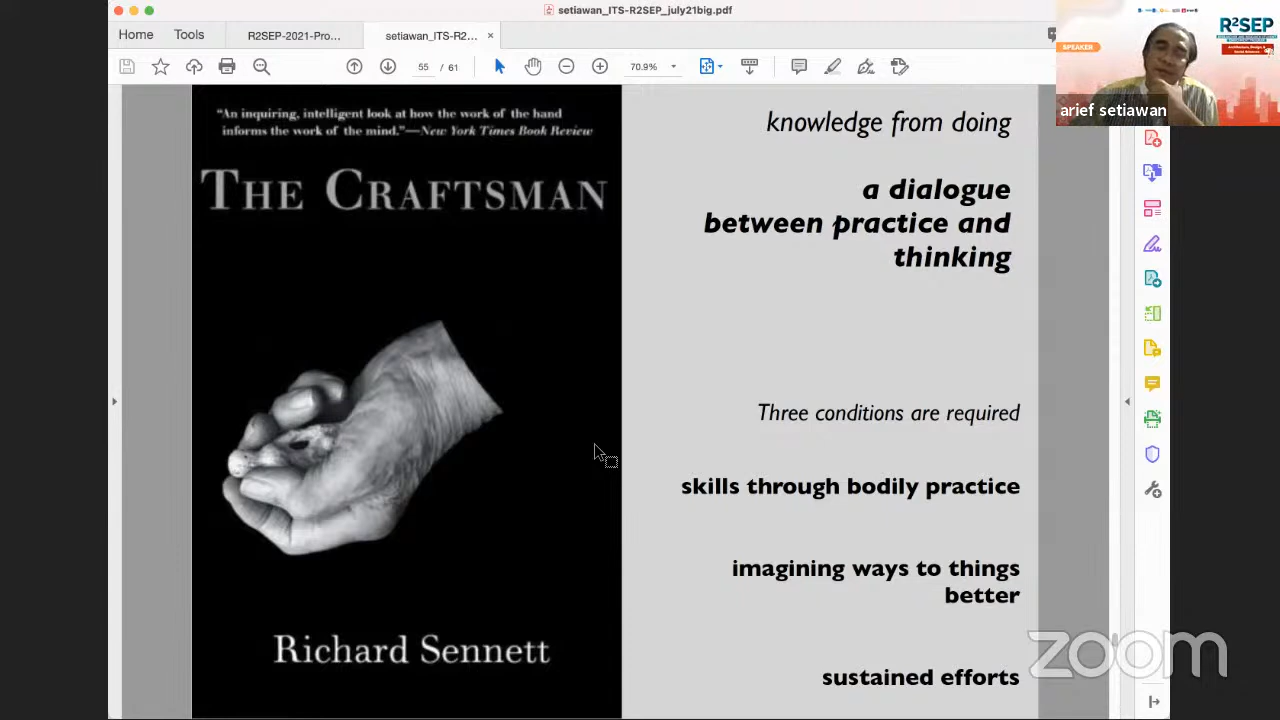 setiawan_ITS-R2SEP_july21big.pdf
Home
Tools
R2SEP-2021-Pro...
setiawan_ITS-R2...
×
55 / 61
70.9%
R²SEP
SPEAKER
arief setiawan
“An inquiring, intelligent look at how the work of the hand
informs the work of the mind.”—New York Times Book Review
THE CRAFTSMAN
Richard Sennett
knowledge from doing
a dialogue
between practice and
thinking
Three conditions are required
skills through bodily practice
imagining ways to things
better
sustained efforts
zoom